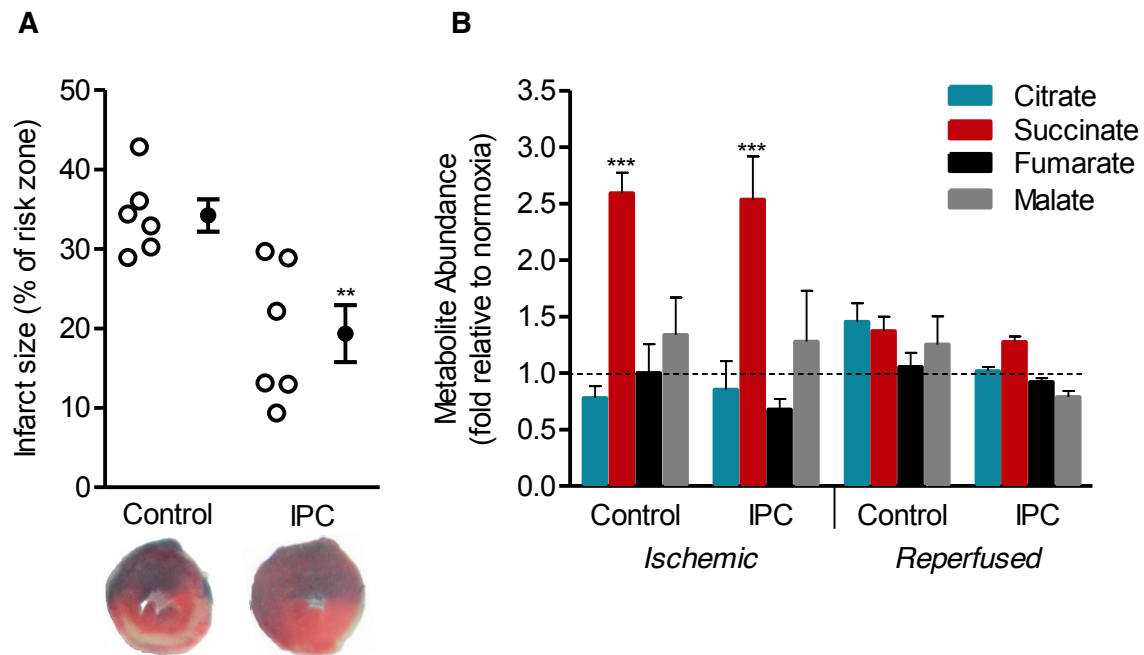 A
Infarct size (% of risk zone)
50
40
30
20
10
0
**
Control IPC
B
Metabolite Abundance
(fold relative to normoxia)
3.5
3.0
2.5
2.0
1.5
1.0
0.5
0.0
*** ***
Citrate
Succinate
Fumarate
Malate
Control IPC Control IPC
Ischemic Reperfused